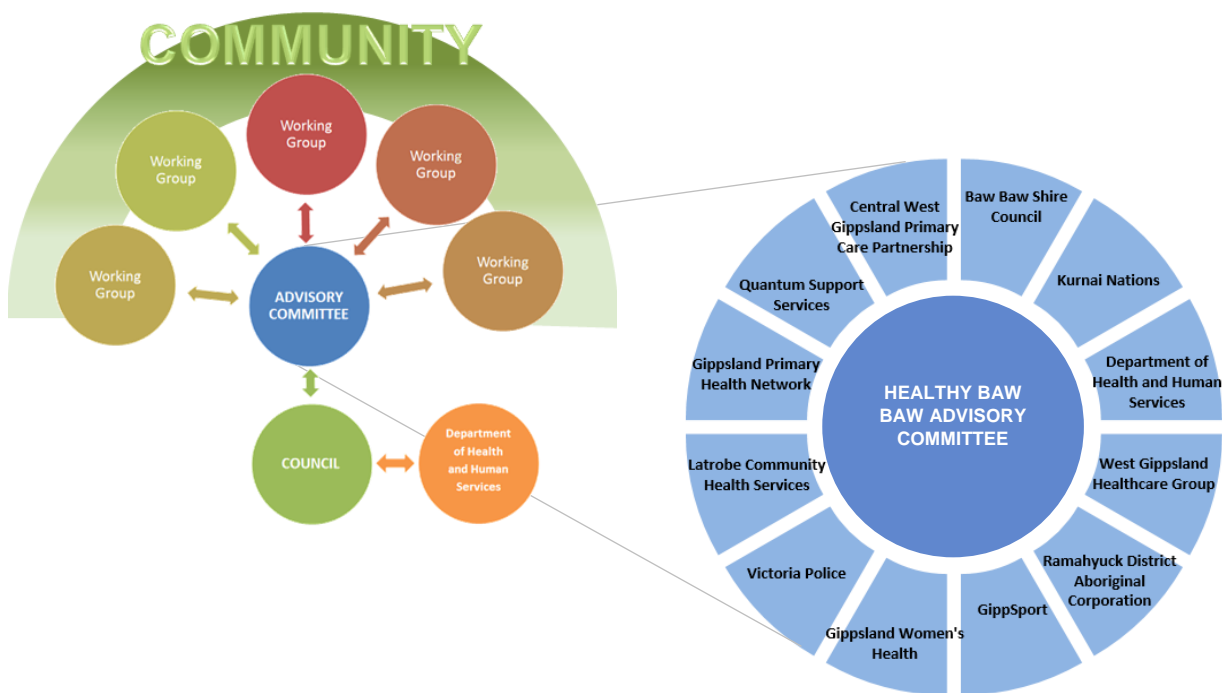 COMMUNITY
Working
Group
Working
Group
Working
Group
Working
Group
Working
Group
ADVISORY
COMMITTEE
COUNCIL
Department
of Health
and Human
Services
HEALTHY BAW
BAW ADVISORY
COMMITTEE
Baw Baw Shire
Council
Kurnai Nations
Department of
Health and Human
Services
West Gippsland
Healthcare Group
Ramahyuck District
Aboriginal
Corporation
GippSport
Gippsland Women's
Health
Victoria Police
Latrobe Community
Health Services
Gippsland Primary
Health Network
Quantum Support
Services
Central West
Gippsland Primary
Care Partnership